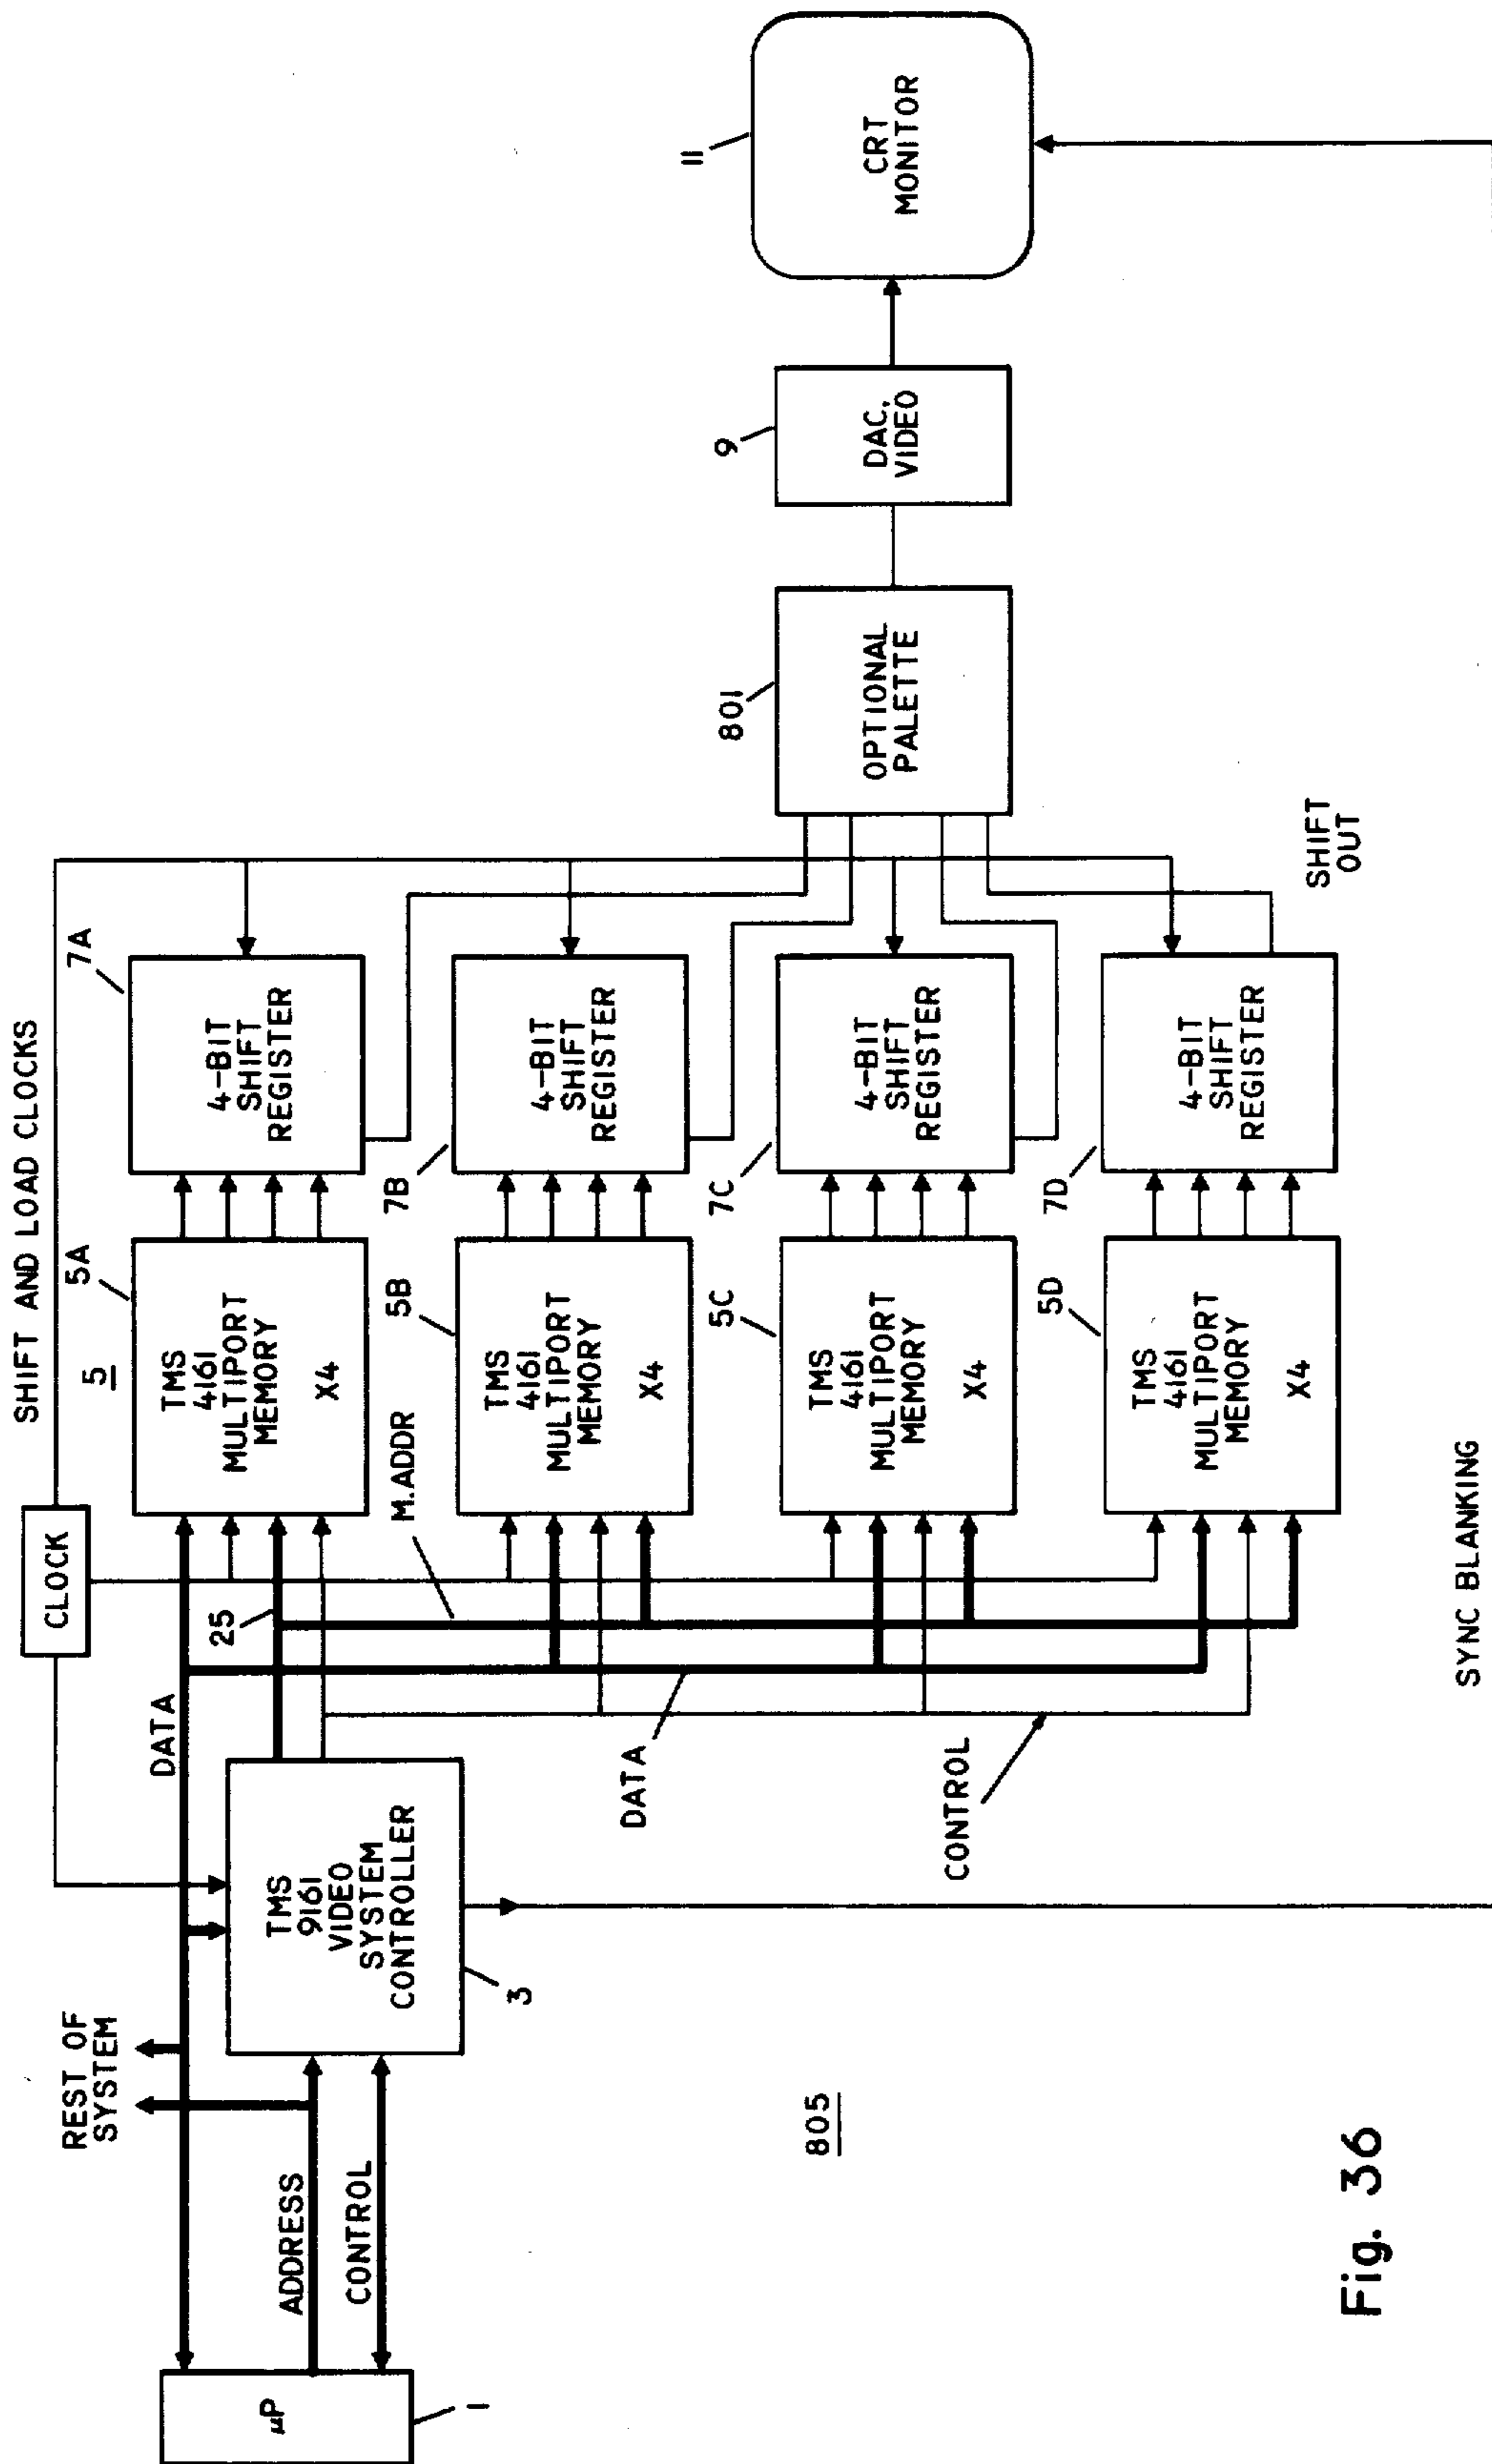 SHIFT AND LOAD CLOCKS
CLOCK
REST OF
SYSTEM
DATA
5
5A
7A
µP
1
ADDRESS
CONTROL
TMS
9161
VIDEO
SYSTEM
CONTROLLER
3
25
M.ADDR
DATA
CONTROL
TMS
4161
MULTIPORT
MEMORY
X4
4-BIT
SHIFT
REGISTER
5B
7B
TMS
4161
MULTIPORT
MEMORY
X4
4-BIT
SHIFT
REGISTER
5C
7C
TMS
4161
MULTIPORT
MEMORY
X4
4-BIT
SHIFT
REGISTER
5D
7D
TMS
4161
MULTIPORT
MEMORY
X4
4-BIT
SHIFT
REGISTER
SHIFT
OUT
801
OPTIONAL
PALETTE
9
DAC,
VIDEO
11
CRT
MONITOR
805
SYNC BLANKING
Fig. 36